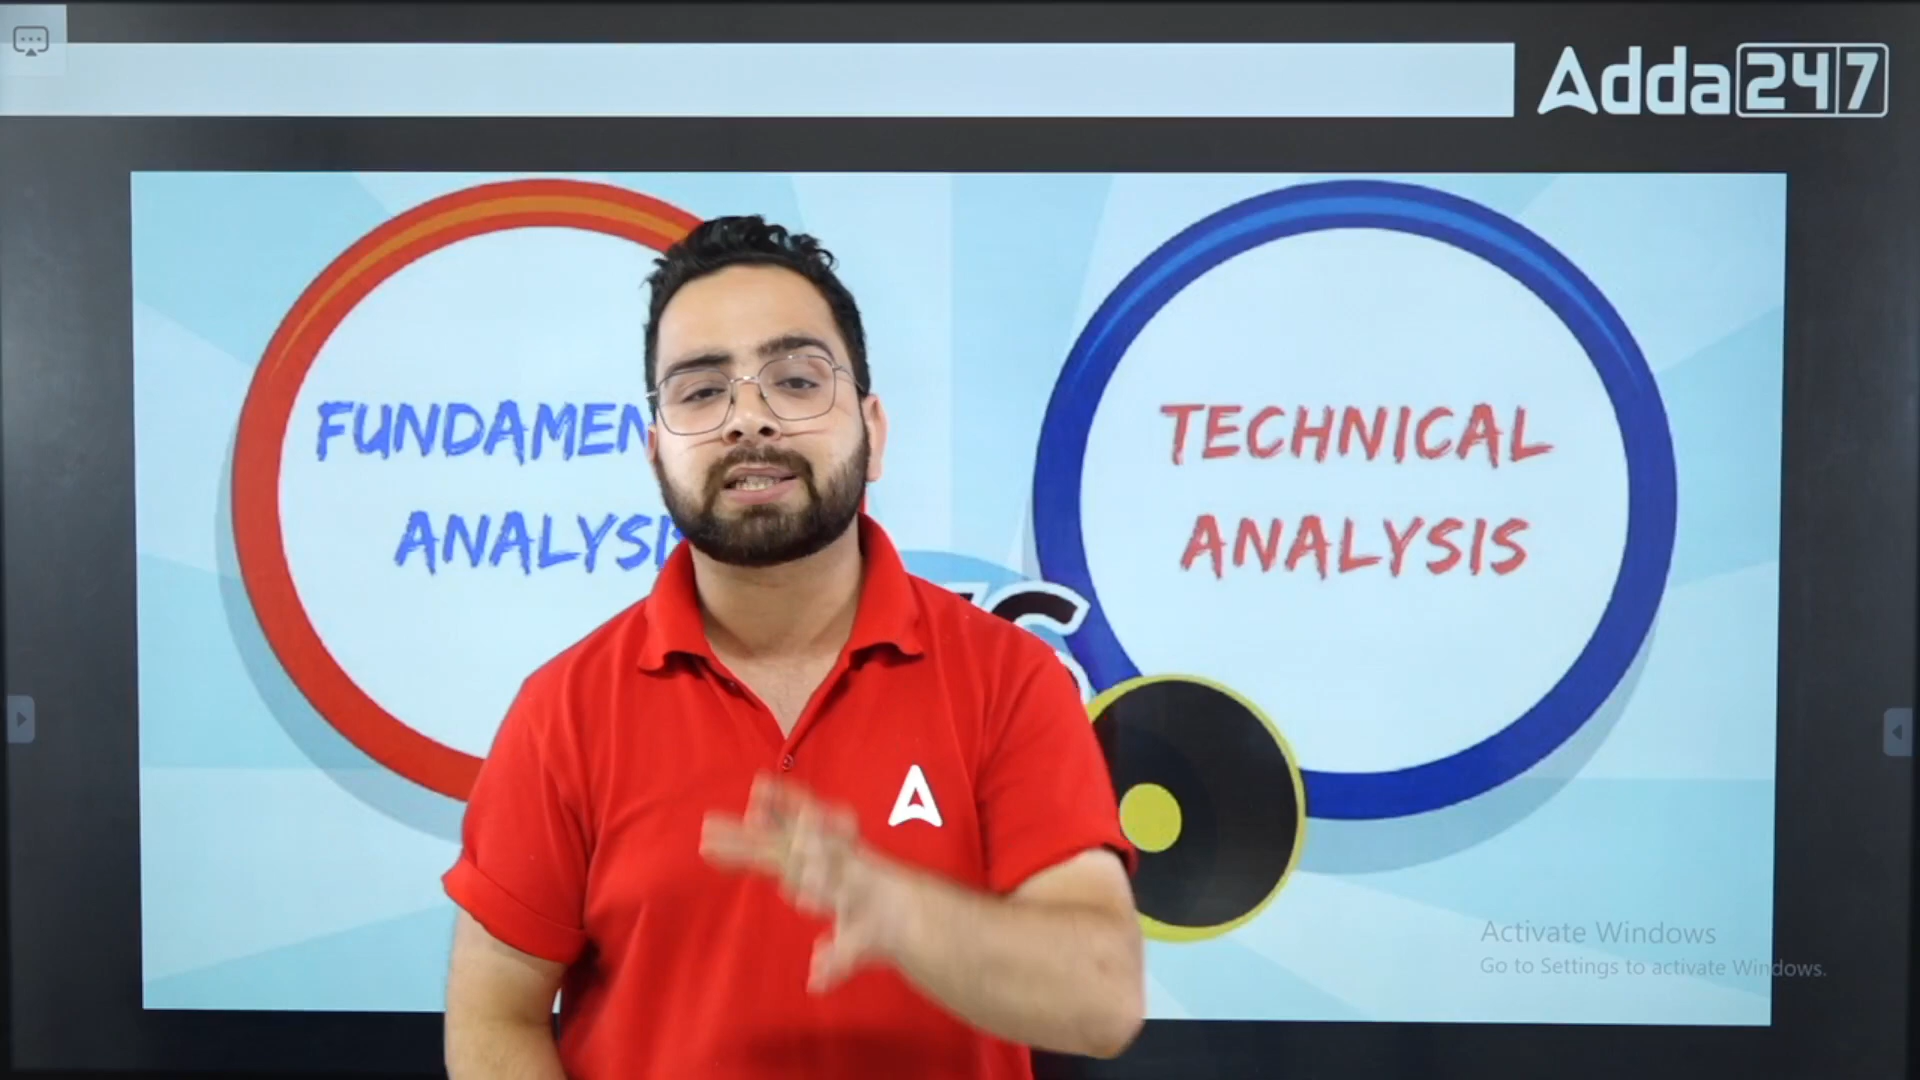 Adda247
FUNDAMEN
ANALYSI
TECHNICAL
ANALYSIS
Activate Windows
Go to Settings to activate Windows.